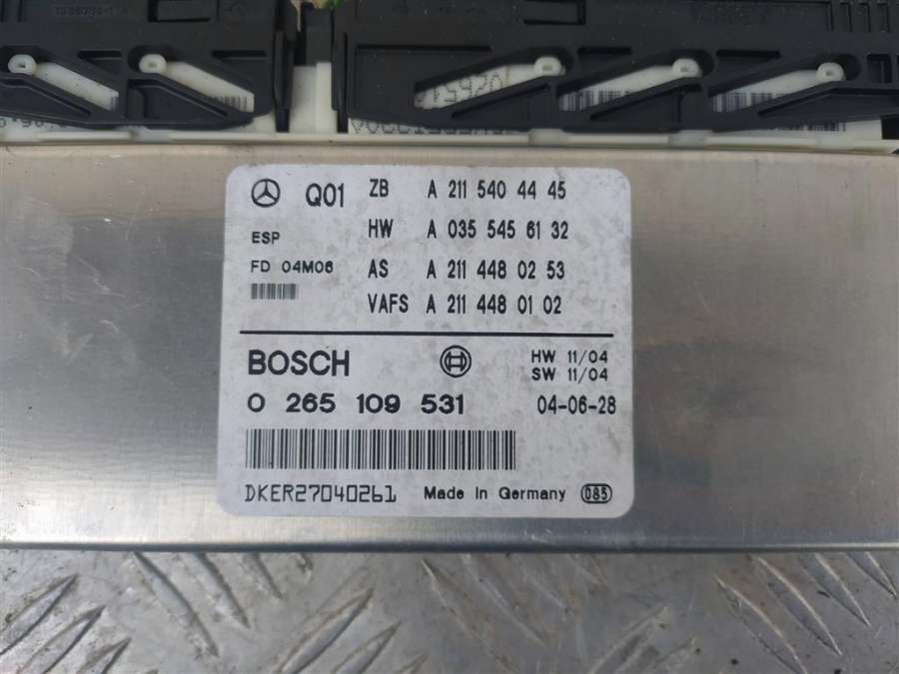 Q01 ZB A 211 540 44 45
ESP HW A 035 545 61 32
FD 04M06 AS A 211 448 02 53
VAFS A 211 448 01 02
BOSCH HW 11/04
SW 11/04
0 265 109 531 04-06-28
DKER27040261 Made in Germany 083